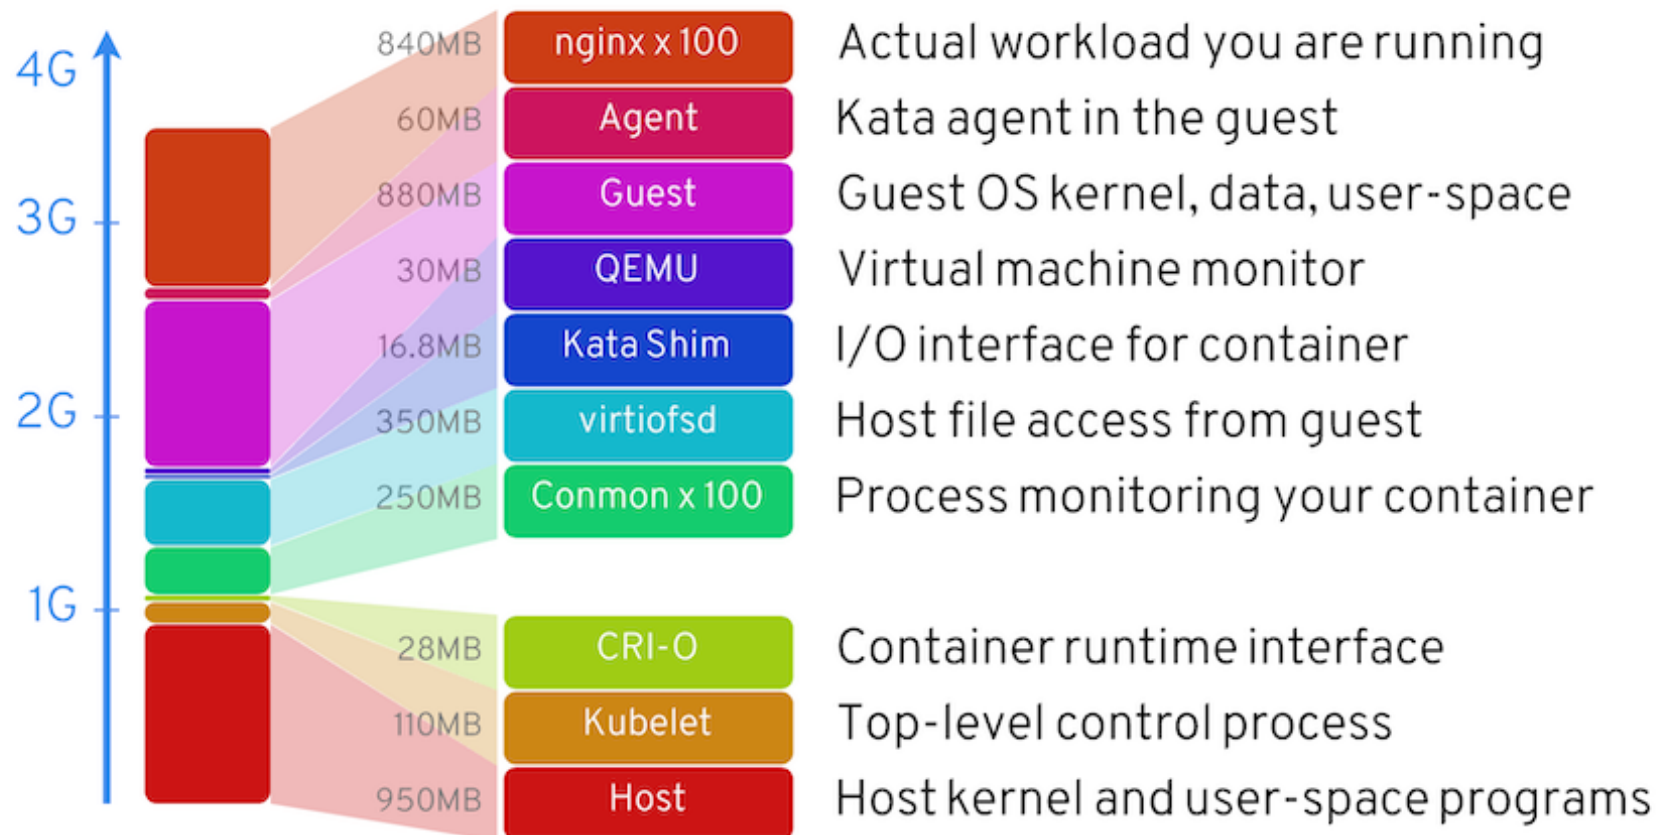 4G
3G
2G
1G
840MB nginx x 100 Actual workload you are running
60MB Agent Kata agent in the guest
880MB Guest Guest OS kernel, data, user-space
30MB QEMU Virtual machine monitor
16.8MB Kata Shim I/O interface for container
350MB virtiofsd Host file access from guest
250MB Conmon x 100 Process monitoring your container
28MB CRI-O Container runtime interface
110MB Kubelet Top-level control process
950MB Host Host kernel and user-space programs